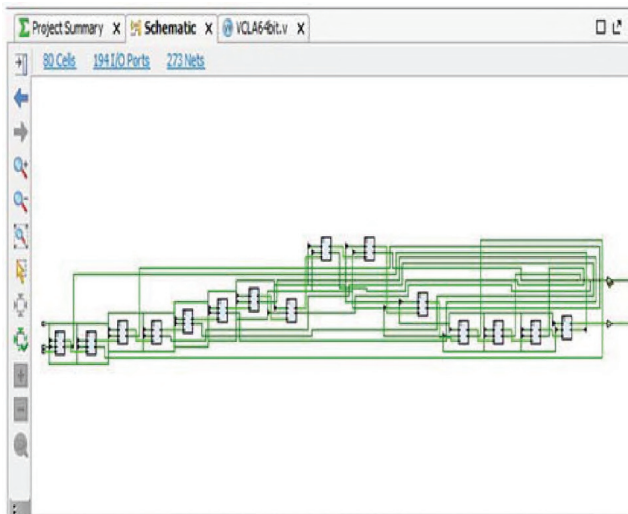 Project Summary X Schematic X VCLA64bit.v X
80 Cells 194 I/O Ports 273 Nets